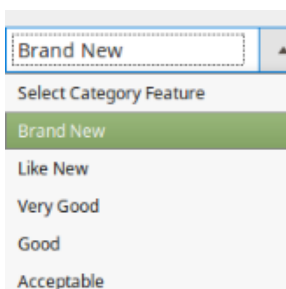 Brand New
Select Category Feature
Brand New
Like New
Very Good
Good
Acceptable